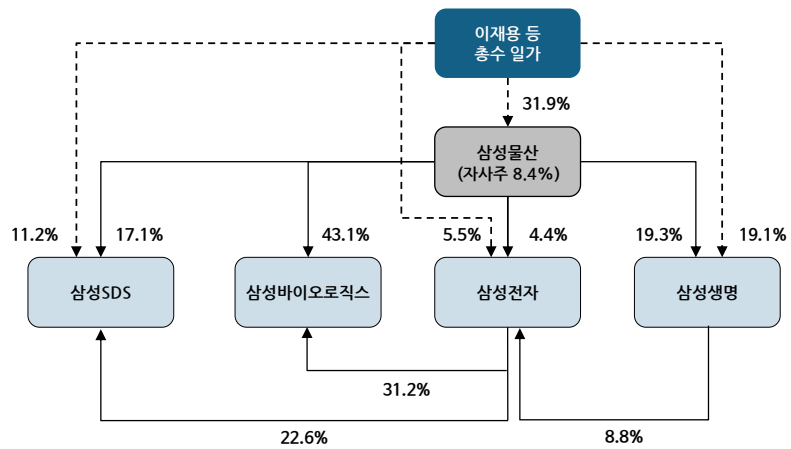 이재용 등
총수 일가
31.9%
삼성물산
(자사주 8.4%)
11.2%
17.1%
43.1%
5.5%
4.4%
19.3%
19.1%
삼성SDS
삼성바이오로직스
삼성전자
삼성생명
31.2%
22.6%
8.8%